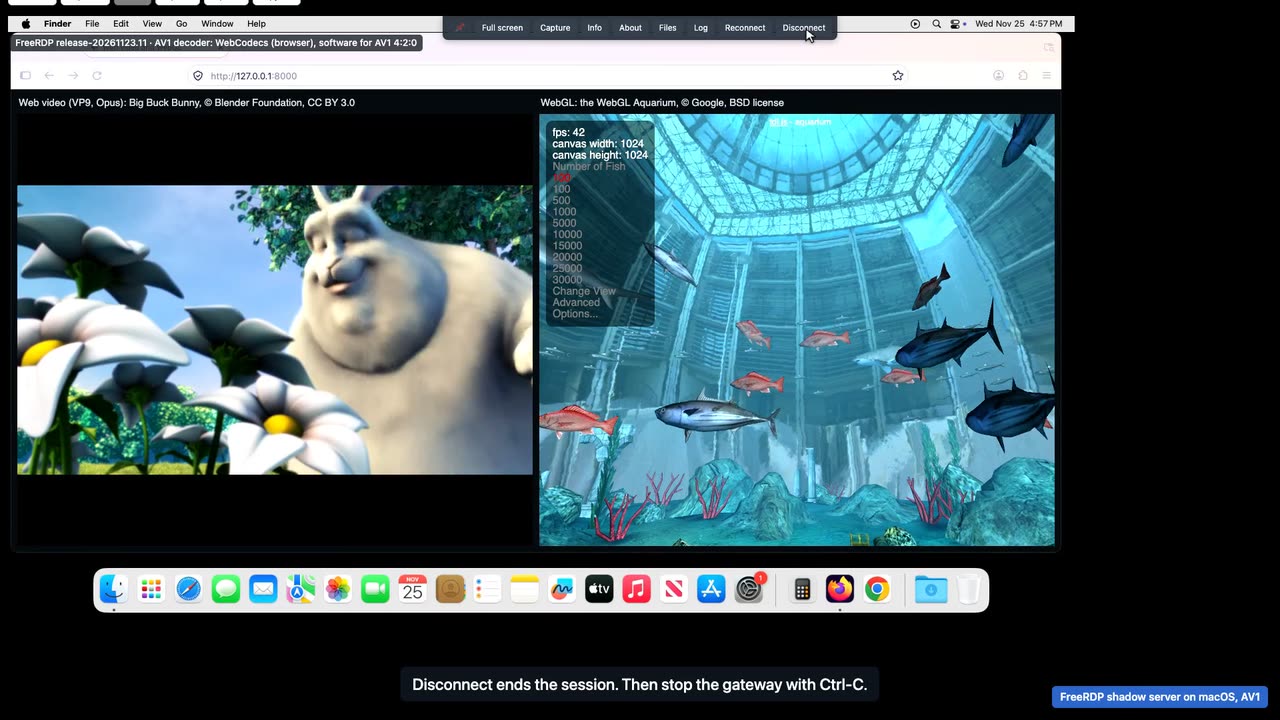 Finder File Edit View Go Window Help
Full screen Capture Info About Files Log Reconnect Disconnect
Wed Nov 25 4:57 PM
FreeRDP release-20261123.11 · AV1 decoder: WebCodecs (browser), software for AV1 4:2:0
http://127.0.0.1:8000
Web video (VP9, Opus): Big Buck Bunny, © Blender Foundation, CC BY 3.0
WebGL: the WebGL Aquarium, © Google, BSD license
aquarium
fps: 42
canvas width: 1024
canvas height: 1024
Number of Fish
100
500
1000
5000
10000
15000
20000
25000
30000
Change View
Advanced
Options...
NOV
25
tv
1
Disconnect ends the session. Then stop the gateway with Ctrl-C.
FreeRDP shadow server on macOS, AV1